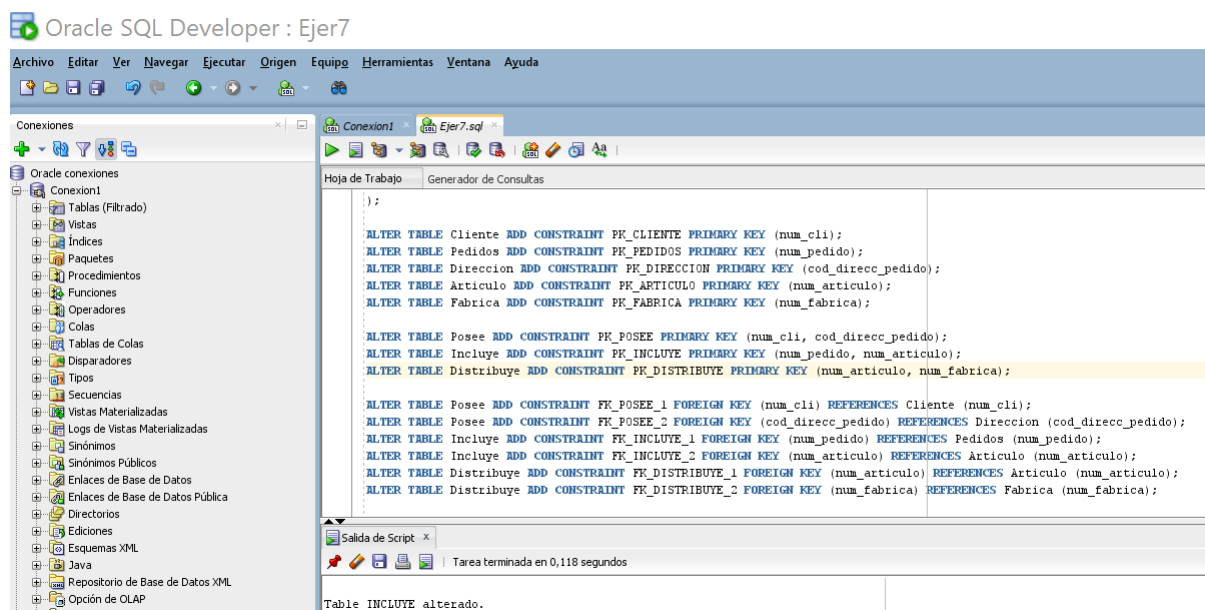 Oracle SQL Developer : Ejer7
Archivo Editar Ver Navegar Ejecutar Origen Equipo Herramientas Ventana Ayuda
Conexiones
Oracle conexiones
Conexion1
Tablas (Filtrado)
Vistas
Índices
Paquetes
Procedimientos
Funciones
Operadores
Colas
Tablas de Colas
Disparadores
Tipos
Secuencias
Vistas Materializadas
Logs de Vistas Materializadas
Sinónimos
Sinónimos Públicos
Enlaces de Base de Datos
Enlaces de Base de Datos Pública
Directorios
Ediciones
Esquemas XML
Java
Repositorio de Base de Datos XML
Opción de OLAP
Conexion1 Ejer7.sql
Hoja de Trabajo Generador de Consultas
);
ALTER TABLE Cliente ADD CONSTRAINT PK_CLIENTE PRIMARY KEY (num_cli);
ALTER TABLE Pedidos ADD CONSTRAINT PK_PEDIDOS PRIMARY KEY (num_pedido);
ALTER TABLE Direccion ADD CONSTRAINT PK_DIRECCION PRIMARY KEY (cod_direcc_pedido);
ALTER TABLE Articulo ADD CONSTRAINT PK_ARTICULO PRIMARY KEY (num_articulo);
ALTER TABLE Fabrica ADD CONSTRAINT PK_FABRICA PRIMARY KEY (num_fabrica);
ALTER TABLE Posee ADD CONSTRAINT PK_POSEE PRIMARY KEY (num_cli, cod_direcc_pedido);
ALTER TABLE Incluye ADD CONSTRAINT PK_INCLUYE PRIMARY KEY (num_pedido, num_articulo);
ALTER TABLE Distribuye ADD CONSTRAINT PK_DISTRIBUYE PRIMARY KEY (num_articulo, num_fabrica);
ALTER TABLE Posee ADD CONSTRAINT FK_POSEE_1 FOREIGN KEY (num_cli) REFERENCES Cliente (num_cli);
ALTER TABLE Posee ADD CONSTRAINT FK_POSEE_2 FOREIGN KEY (cod_direcc_pedido) REFERENCES Direccion (cod_direcc_pedido);
ALTER TABLE Incluye ADD CONSTRAINT FK_INCLUYE_1 FOREIGN KEY (num_pedido) REFERENCES Pedidos (num_pedido);
ALTER TABLE Incluye ADD CONSTRAINT FK_INCLUYE_2 FOREIGN KEY (num_articulo) REFERENCES Articulo (num_articulo);
ALTER TABLE Distribuye ADD CONSTRAINT FK_DISTRIBUYE_1 FOREIGN KEY (num_articulo) REFERENCES Articulo (num_articulo);
ALTER TABLE Distribuye ADD CONSTRAINT FK_DISTRIBUYE_2 FOREIGN KEY (num_fabrica) REFERENCES Fabrica (num_fabrica);
Salida de Script
Tarea terminada en 0,118 segundos
Table INCLUYE alterado.